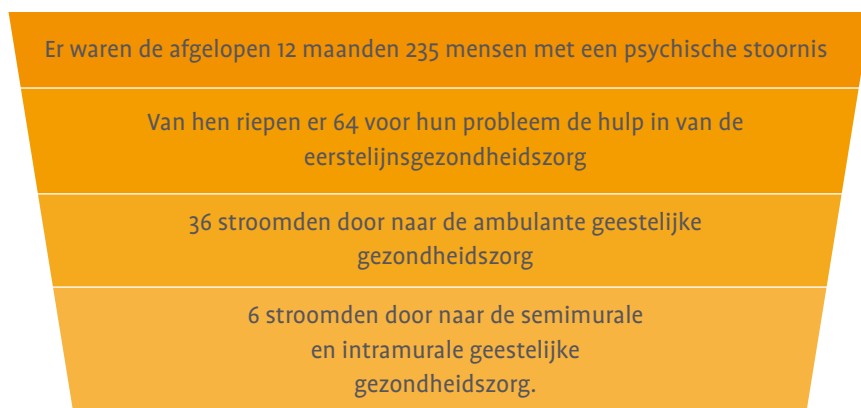 Er waren de afgelopen 12 maanden 235 mensen met een psychische stoornis
Van hen riepen er 64 voor hun probleem de hulp in van de
eerstelijnsgezondheidszorg
36 stroomden door naar de ambulante geestelijke
gezondheidszorg
6 stroomden door naar de semimurale
en intramurale geestelijke
gezondheidszorg.